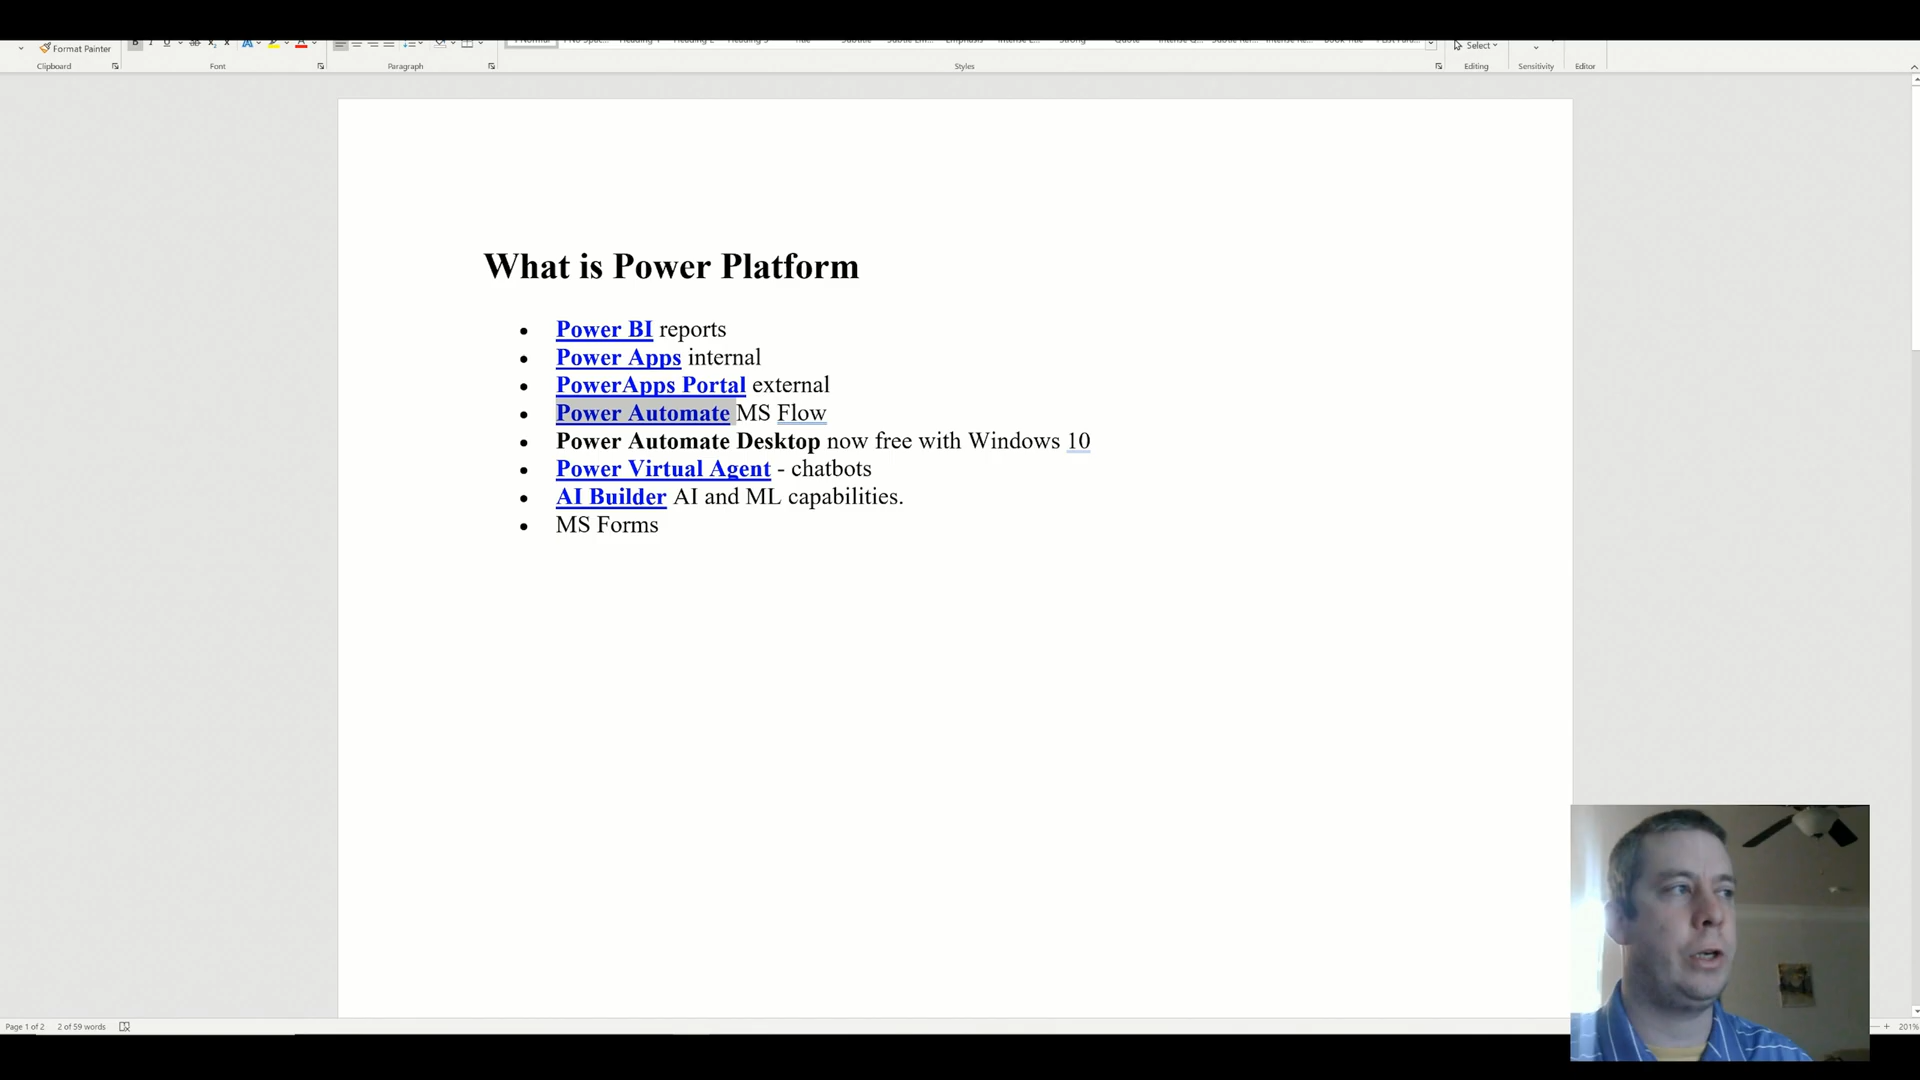 Format Painter
Select
Clipboard
Font
Paragraph
Styles
Editing
Sensitivity
Editor
What is Power Platform
• Power BI reports
• Power Apps internal
• PowerApps Portal external
• Power Automate MS Flow
• Power Automate Desktop now free with Windows 10
• Power Virtual Agent - chatbots
• AI Builder AI and ML capabilities.
• MS Forms
Page 1 of 2 2 of 59 words
201%